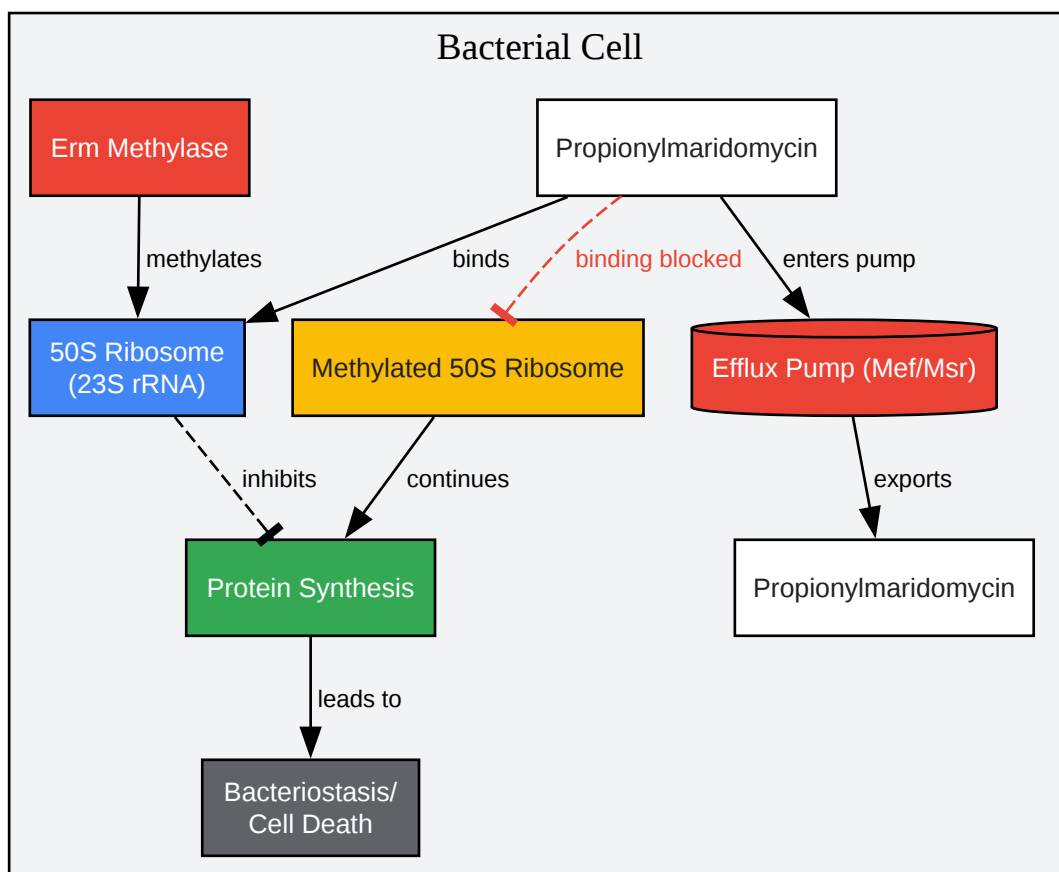 Bacterial Cell
Erm Methylase
Propionylmaridomycin
methylates
binds
binding blocked
enters pump
50S Ribosome
(23S rRNA)
Methylated 50S Ribosome
Efflux Pump (Mef/Msr)
inhibits
continues
exports
Protein Synthesis
Propionylmaridomycin
leads to
Bacteriostasis/
Cell Death